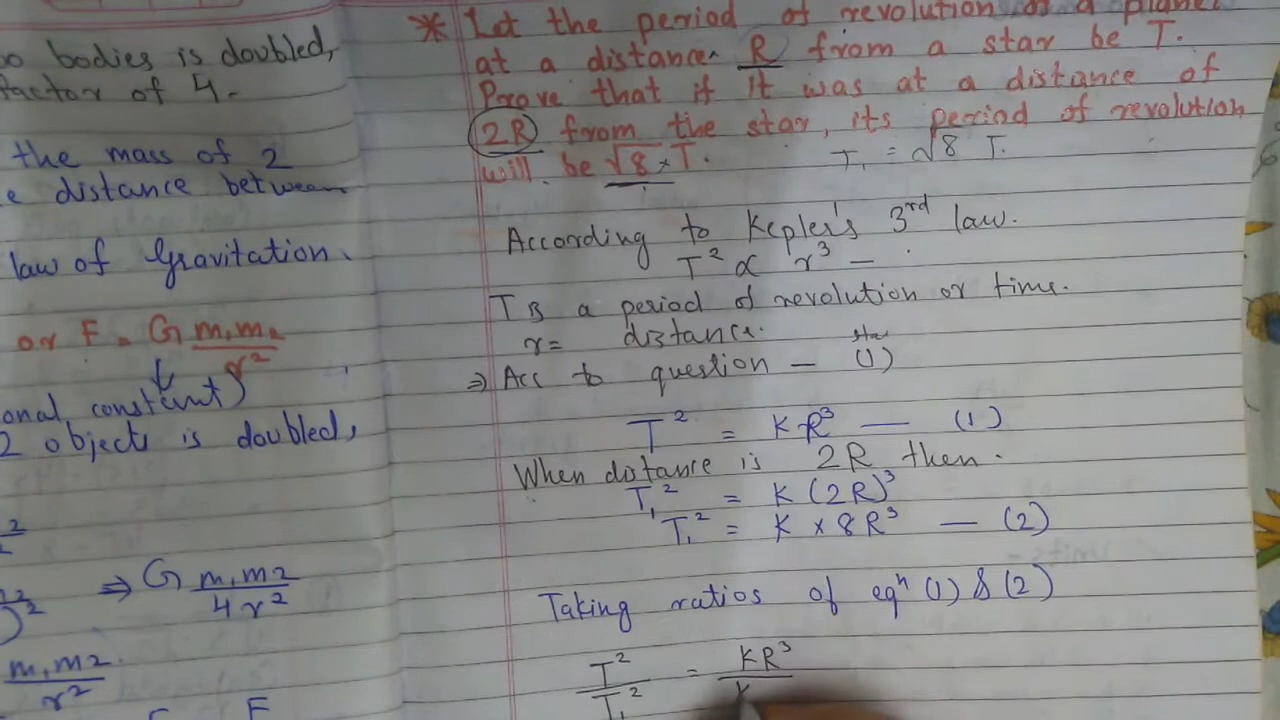 bodies is doubled,
factor of 4.
the mass of 2
distance between
law of Gravitation.
or F = G m₁m₂
r²
onal constant)
2 objects is doubled,
2
⇒ G m₁m₂
4r²
m₁m₂
r²
F
* Let the period of revolution of a planet
at a distance R from a star be T.
Prove that if it was at a distance of
2R from the star, its period of revolution
will be √8 × T. T₁ = √8 T.
According to Kepler's 3rd law.
T² ∝ r³ –
T is a period of revolution or time.
r = distance.
star
⇒ Acc to question – (1)
T² = KR³ — (1)
When distance is 2R then.
T₁² = K (2R)³
T₁² = K × 8R³ — (2)
Taking ratios of eqⁿ (1) & (2)
T² = KR³
T₁² K